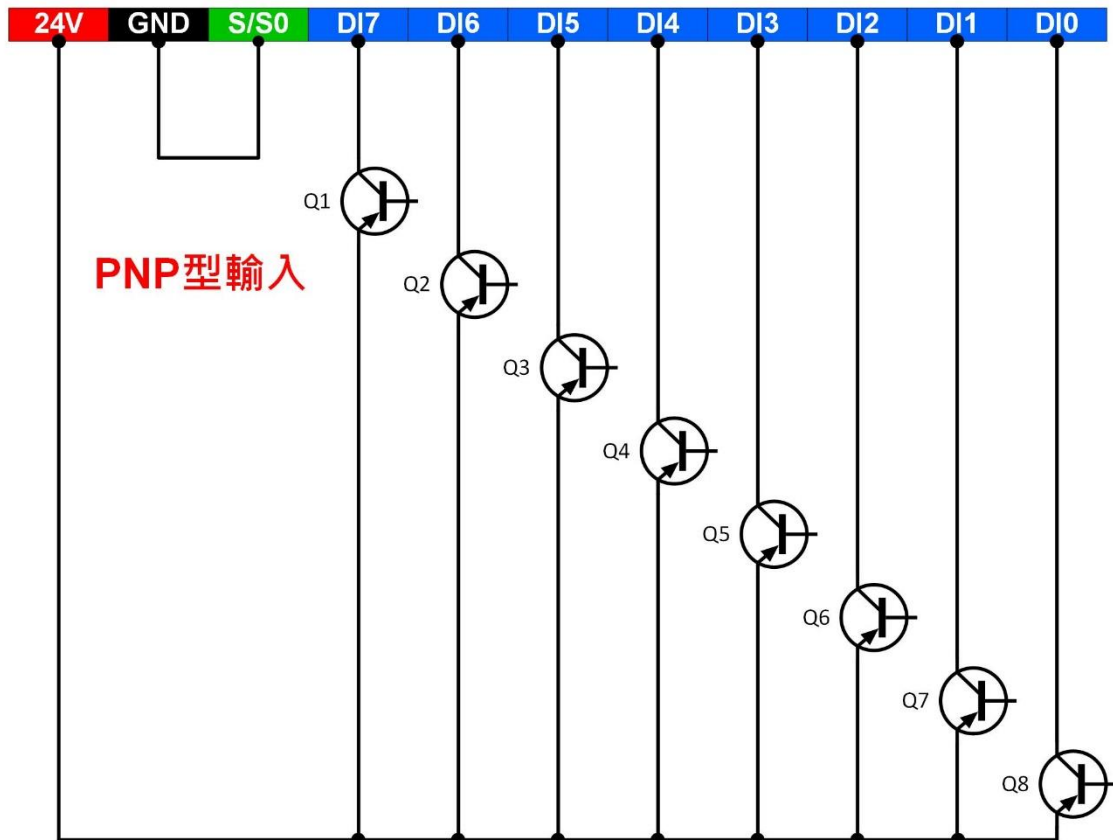 24V GND S/S0 DI7 DI6 DI5 DI4 DI3 DI2 DI1 DI0
Q1
PNP型輸入
Q2
Q3
Q4
Q5
Q6
Q7
Q8